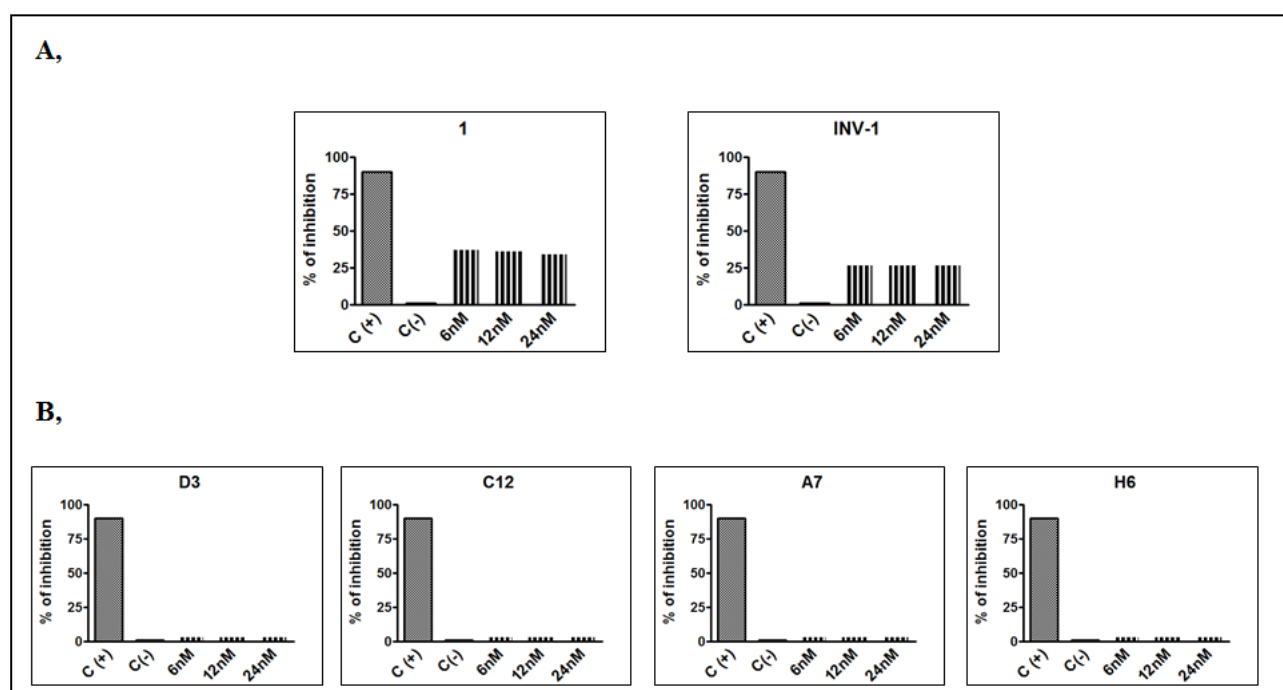 A,
1
% of inhibition
100
75
50
25
0
C (+)
C(-)
6nM
12nM
24nM
INV-1
% of inhibition
100
75
50
25
0
C (+)
C(-)
6nM
12nM
24nM
B,
D3
% of inhibition
100
75
50
25
0
C (+)
C(-)
6nM
12nM
24nM
C12
% of inhibition
100
75
50
25
0
C (+)
C(-)
6nM
12nM
24nM
A7
% of inhibition
100
75
50
25
0
C (+)
C(-)
6nM
12nM
24nM
H6
% of inhibition
100
75
50
25
0
C (+)
C(-)
6nM
12nM
24nM